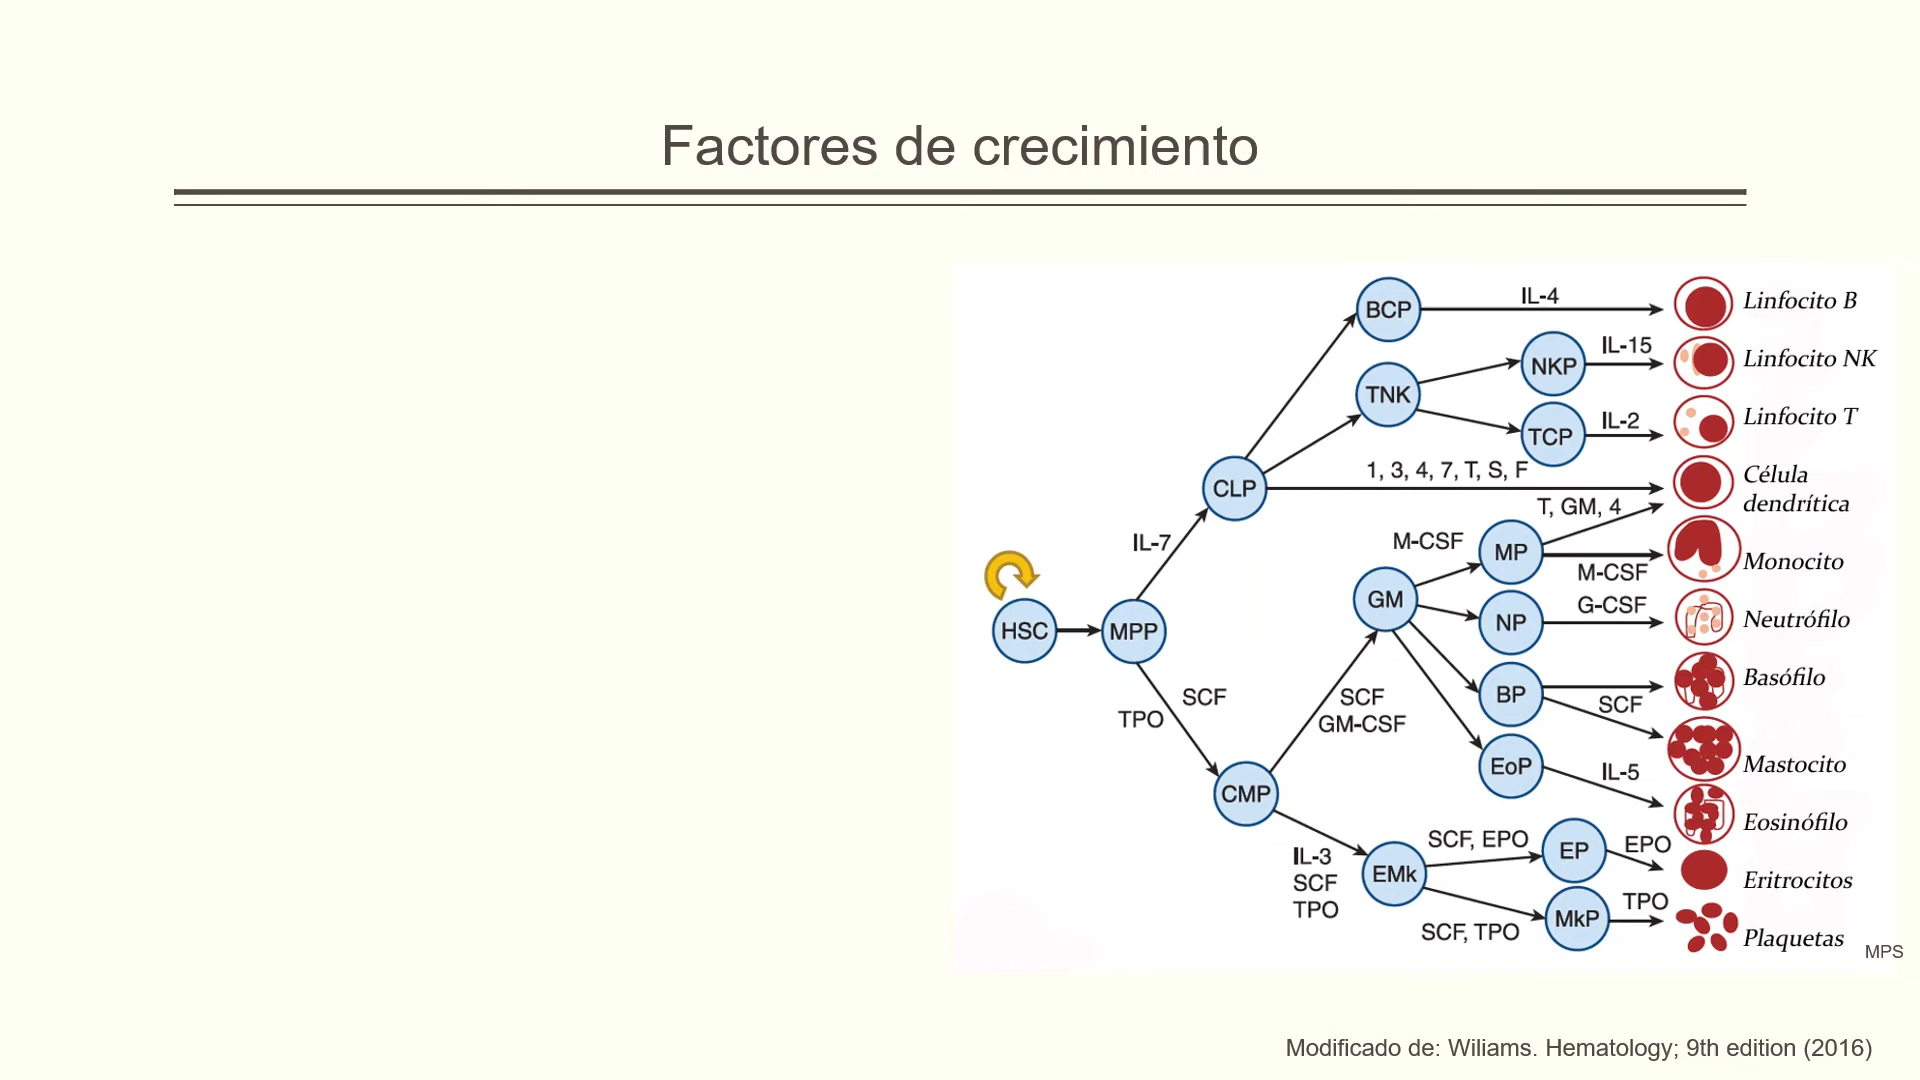 Factores de crecimiento
BCP
IL-4
Linfocito B
TNK
NKP
IL-15
Linfocito NK
TCP
IL-2
Linfocito T
CLP
1, 3, 4, 7, T, S, F
Célula
dendrítica
T, GM, 4
IL-7
M-CSF
MP
M-CSF
Monocito
HSC
MPP
GM
NP
G-CSF
Neutrófilo
SCF
TPO
SCF
GM-CSF
BP
SCF
Basófilo
Mastocito
EoP
IL-5
Eosinófilo
CMP
IL-3
SCF
TPO
EMk
SCF, EPO
EP
EPO
Eritrocitos
SCF, TPO
MkP
TPO
Plaquetas
MPS
Modificado de: Wiliams. Hematology; 9th edition (2016)